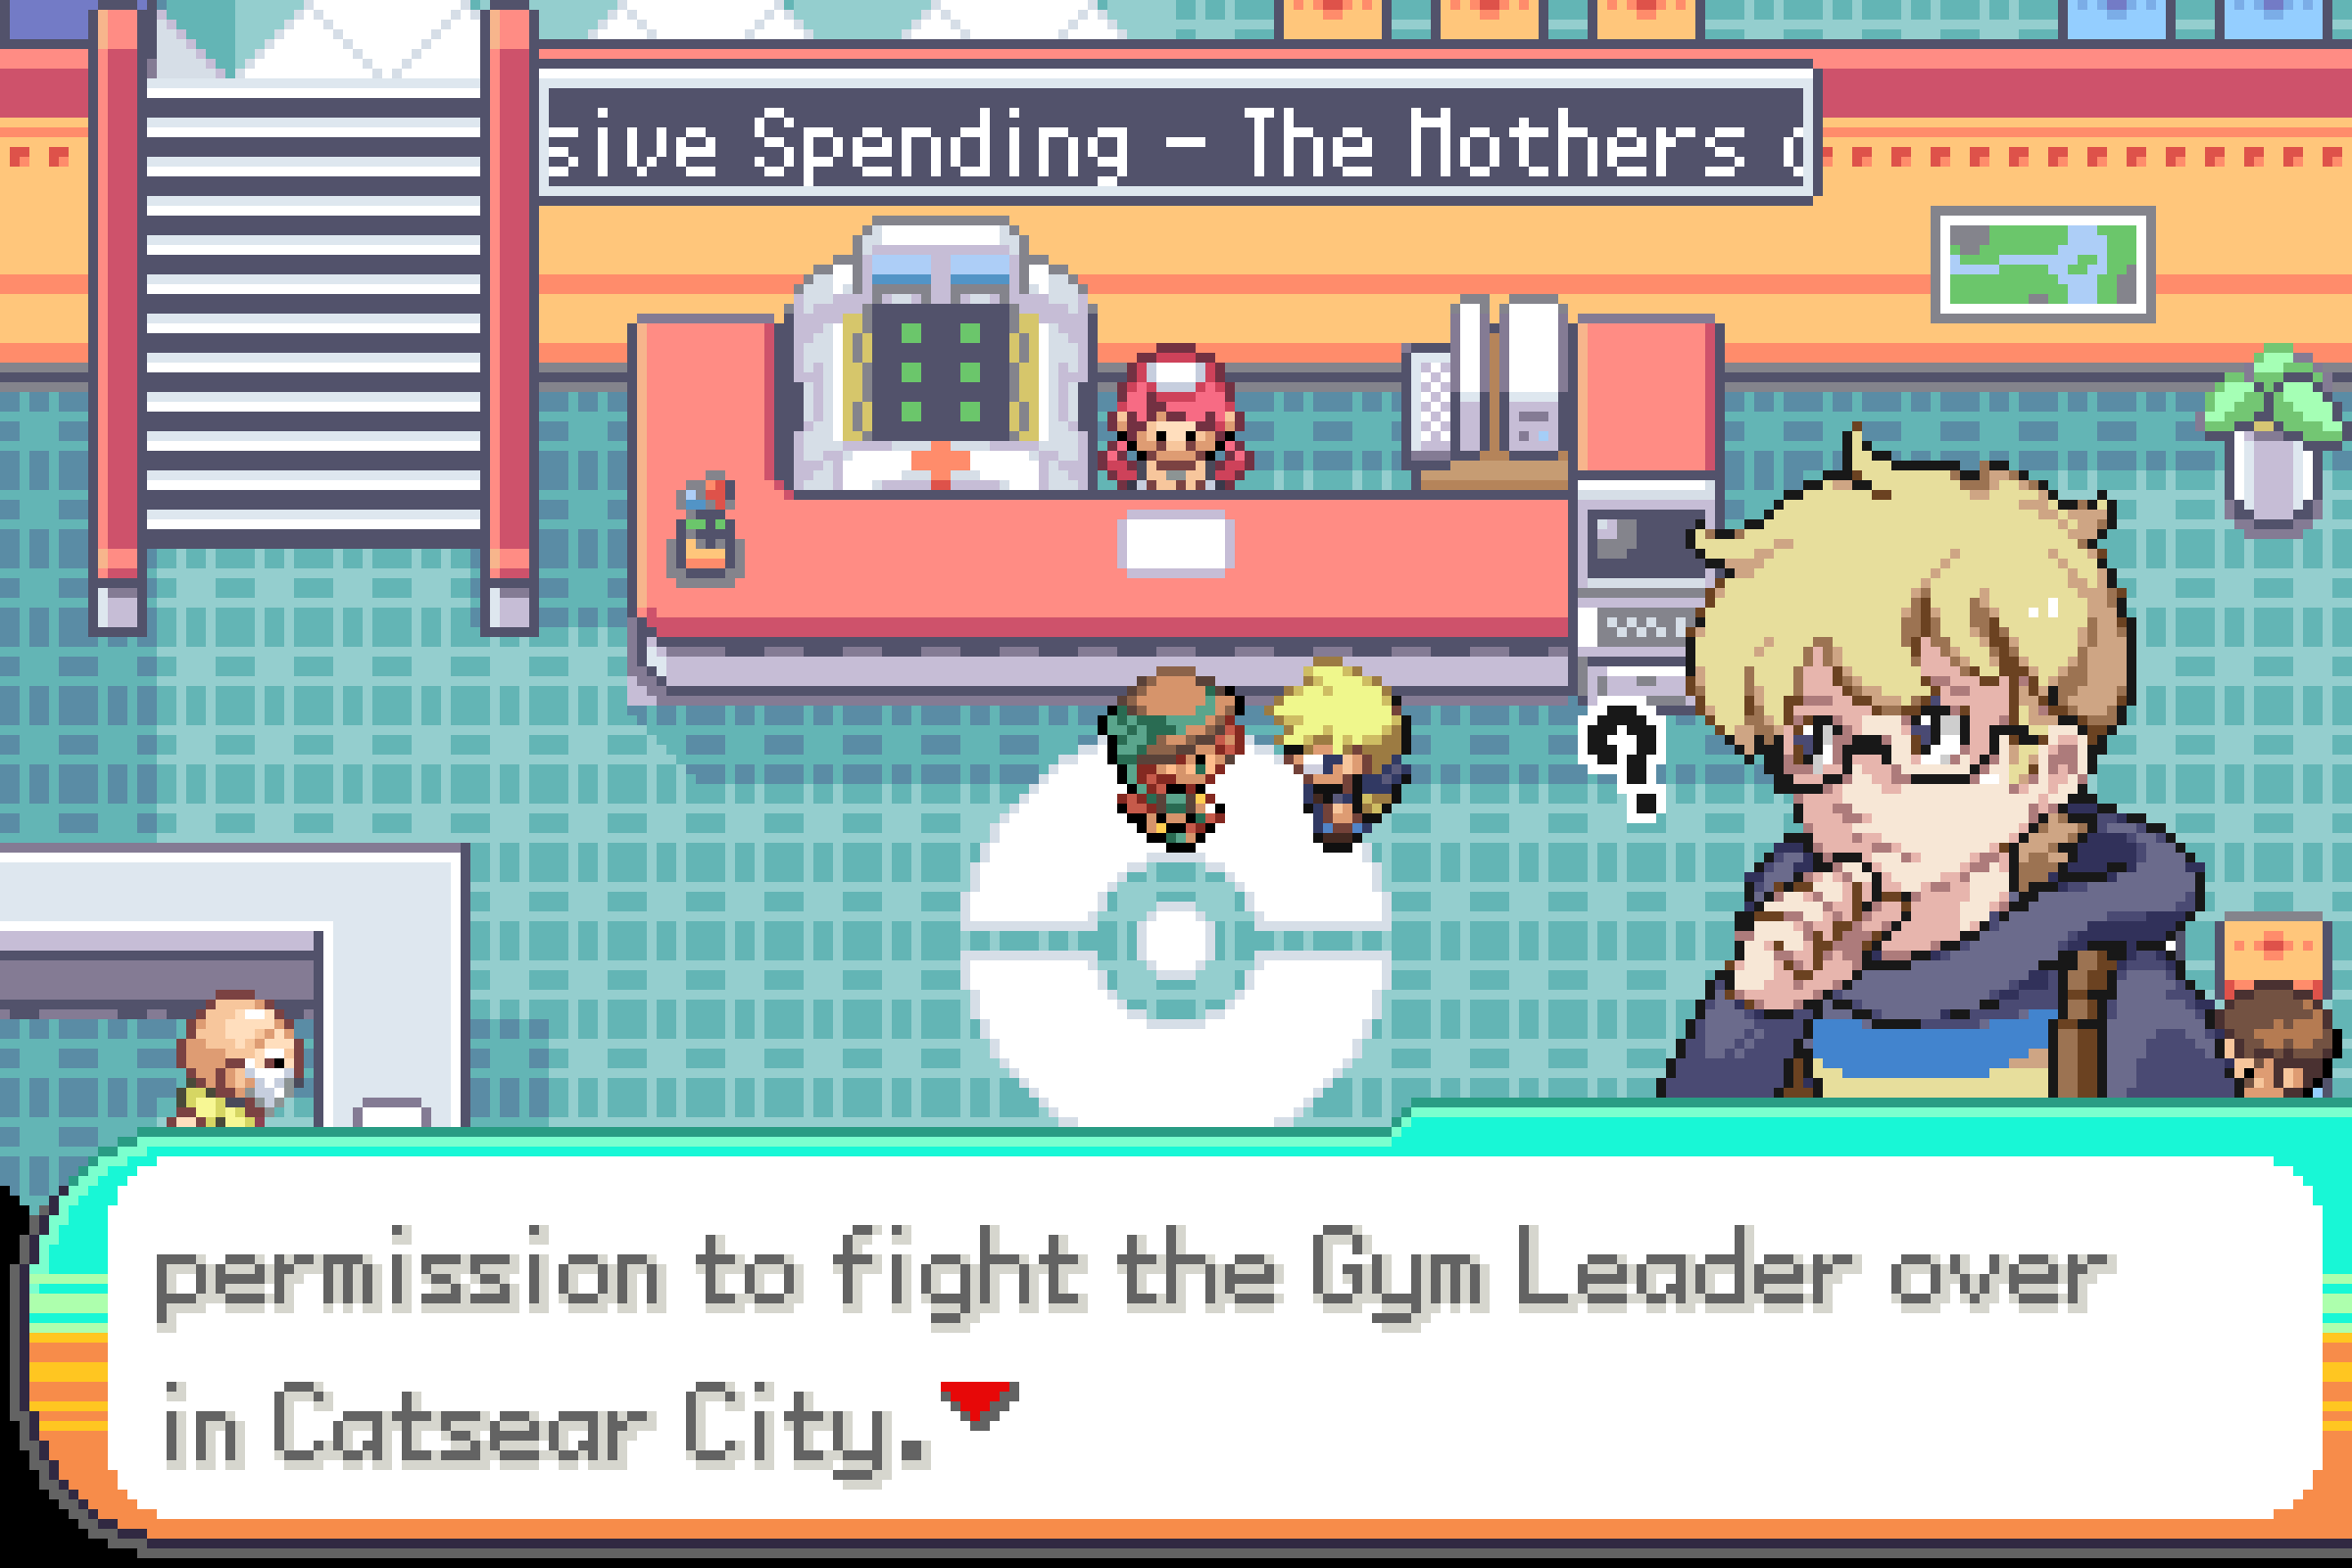 sive Spending - The Mothers
?
permission to fight the Gym Leader over
in Catsear City.